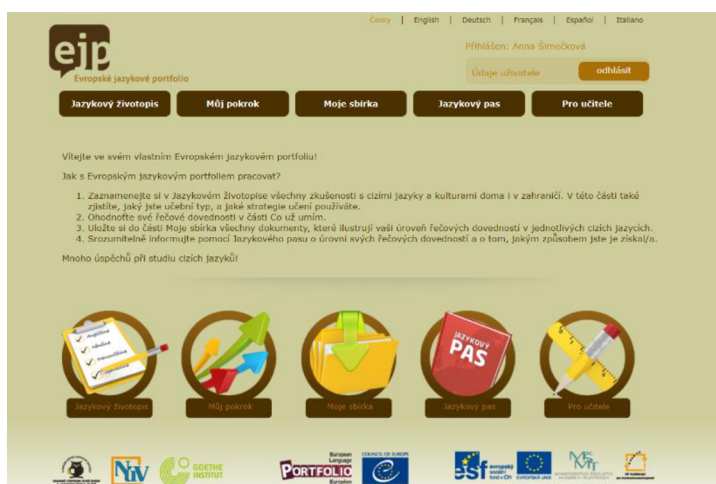 Česky | English | Deutsch | Français | Español | Italiano
ejp
Evropské jazykové portfolio
Přihlášen: Anna Šimočková
Údaje uživatele
odhlásit
Jazykový životopis
Můj pokrok
Moje sbírka
Jazykový pas
Pro učitele
Vítejte ve svém vlastním Evropském jazykovém portfoliu!
Jak s Evropským jazykovým portfoliem pracovat?
1. Zaznamenejte si v Jazykovém životopise všechny zkušenosti s cizími jazyky a kulturami doma i v zahraničí. V této části také
zjistíte, jaký jste učební typ, a jaké strategie učení používáte.
2. Ohodnoťte své řečové dovednosti v části Co už umím.
3. Uložte si do části Moje sbírka všechny dokumenty, které ilustrují vaši úroveň řečových dovedností v jednotlivých cizích jazycích.
4. Srozumitelně informujte pomocí Jazykového pasu o úrovni svých řečových dovedností a o tom, jakým způsobem jste je získal/a.
Mnoho úspěchů při studiu cizích jazyků!
JAZYKOVÝ
PAS
Jazykový životopis
Můj pokrok
Moje sbírka
Jazykový pas
Pro učitele
NÚV
GOETHE
INSTITUT
European
Language
PORTFOLIO
Européen
COUNCIL OF EUROPE
esf evropský
sociální
fond v ČR
EVROPSKÁ UNIE